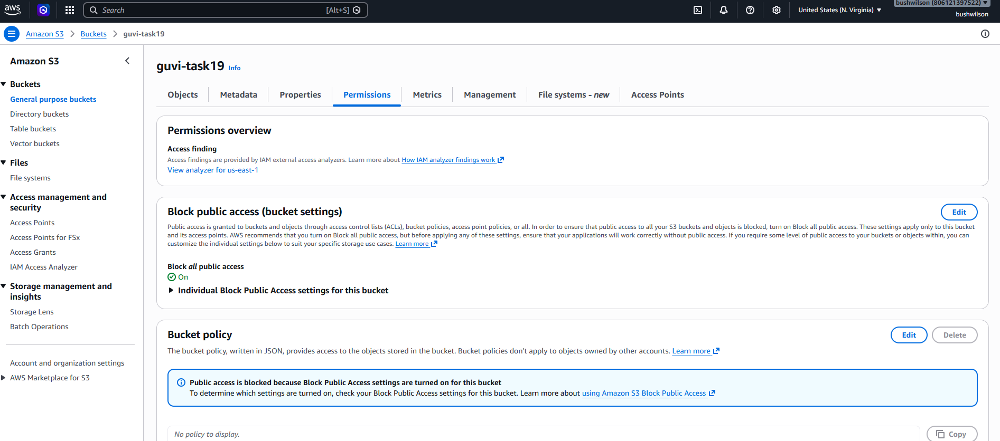 aws
Search [Alt+S]
United States (N. Virginia)
bushwilson (806121397522)
bushwilson
Amazon S3
Buckets
guvi-task19
Amazon S3
Buckets
General purpose buckets
Directory buckets
Table buckets
Vector buckets
Files
File systems
Access management and
security
Access Points
Access Points for FSx
Access Grants
IAM Access Analyzer
Storage management and
insights
Storage Lens
Batch Operations
Account and organization settings
AWS Marketplace for S3
guvi-task19 Info
Objects
Metadata
Properties
Permissions
Metrics
Management
File systems - new
Access Points
Permissions overview
Access finding
Access findings are provided by IAM external access analyzers. Learn more about How IAM analyzer findings work
View analyzer for us-east-1
Block public access (bucket settings)
Edit
Public access is granted to buckets and objects through access control lists (ACLs), bucket policies, access point policies, or all. In order to ensure that public access to all your S3 buckets and objects is blocked, turn on Block all public access. These settings apply only to this bucket
and its access points. AWS recommends that you turn on Block all public access, but before applying any of these settings, ensure that your applications will work correctly without public access. If you require some level of public access to your buckets or objects within, you can
customize the individual settings below to suit your specific storage use cases. Learn more
Block all public access
On
Individual Block Public Access settings for this bucket
Bucket policy
Edit
Delete
The bucket policy, written in JSON, provides access to the objects stored in the bucket. Bucket policies don't apply to objects owned by other accounts. Learn more
Public access is blocked because Block Public Access settings are turned on for this bucket
To determine which settings are turned on, check your Block Public Access settings for this bucket. Learn more about using Amazon S3 Block Public Access
No policy to display.
Copy